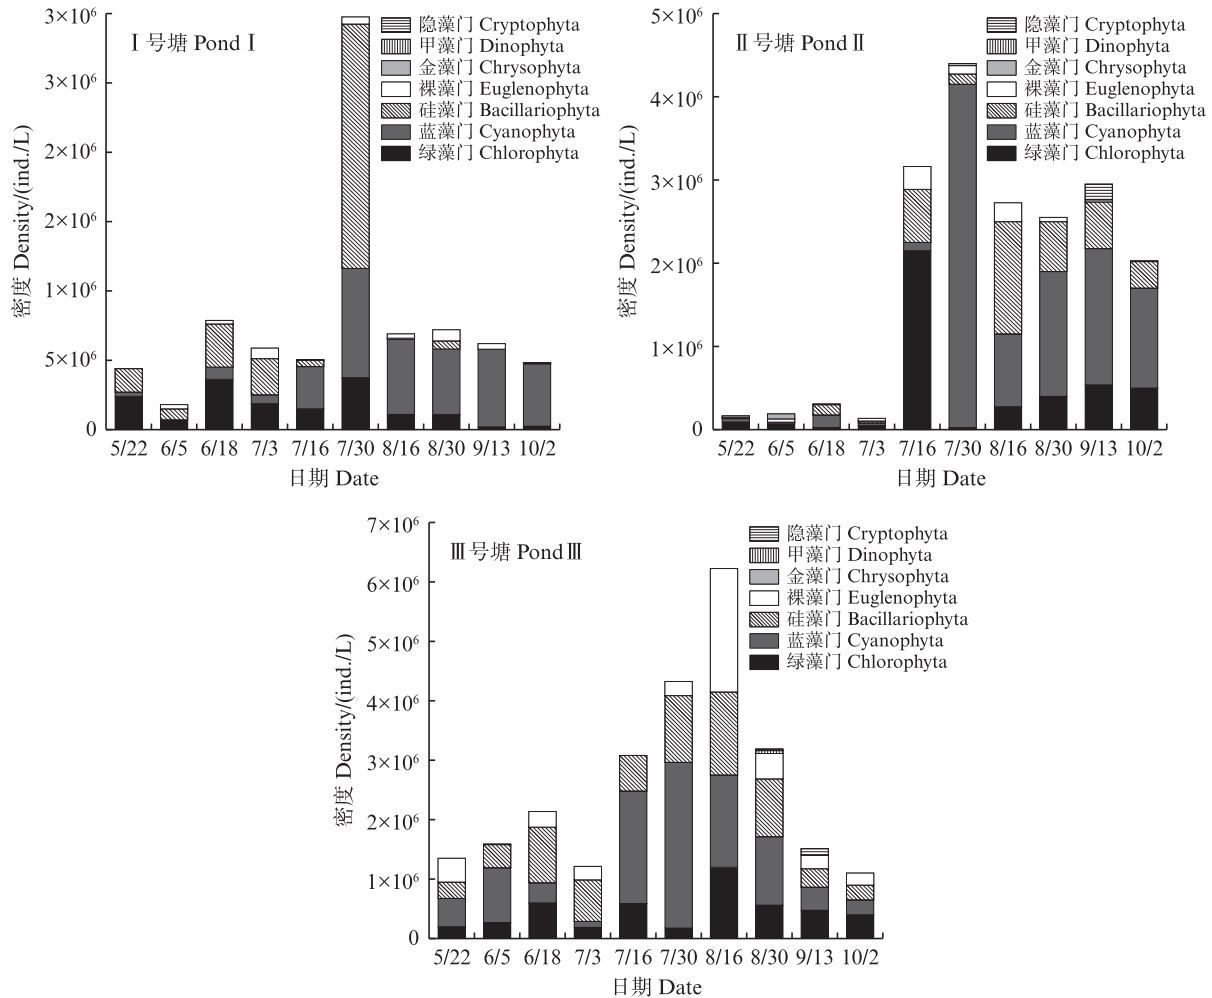 Ⅰ号塘 PondⅠ
隐藻门 Cryptophyta
甲藻门 Dinophyta
金藻门 Chrysophyta
裸藻门 Euglenophyta
硅藻门 Bacillariophyta
蓝藻门 Cyanophyta
绿藻门 Chlorophyta
密度 Density/(ind./L)
3×10⁶
3×10⁶
2×10⁶
2×10⁶
1×10⁶
5×10⁶
0
5/22 6/5 6/18 7/3 7/16 7/30 8/16 8/30 9/13 10/2
日期 Date
Ⅱ号塘 PondⅡ
隐藻门 Cryptophyta
甲藻门 Dinophyta
金藻门 Chrysophyta
裸藻门 Euglenophyta
硅藻门 Bacillariophyta
蓝藻门 Cyanophyta
绿藻门 Chlorophyta
密度 Density/(ind./L)
5×10⁶
4×10⁶
3×10⁶
2×10⁶
1×10⁶
0
5/22 6/5 6/18 7/3 7/16 7/30 8/16 8/30 9/13 10/2
日期 Date
Ⅲ号塘 PondⅢ
隐藻门 Cryptophyta
甲藻门 Dinophyta
金藻门 Chrysophyta
裸藻门 Euglenophyta
硅藻门 Bacillariophyta
蓝藻门 Cyanophyta
绿藻门 Chlorophyta
密度 Density/(ind./L)
7×10⁶
6×10⁶
5×10⁶
4×10⁶
3×10⁶
2×10⁶
1×10⁶
0
5/22 6/5 6/18 7/3 7/16 7/30 8/16 8/30 9/13 10/2
日期 Date